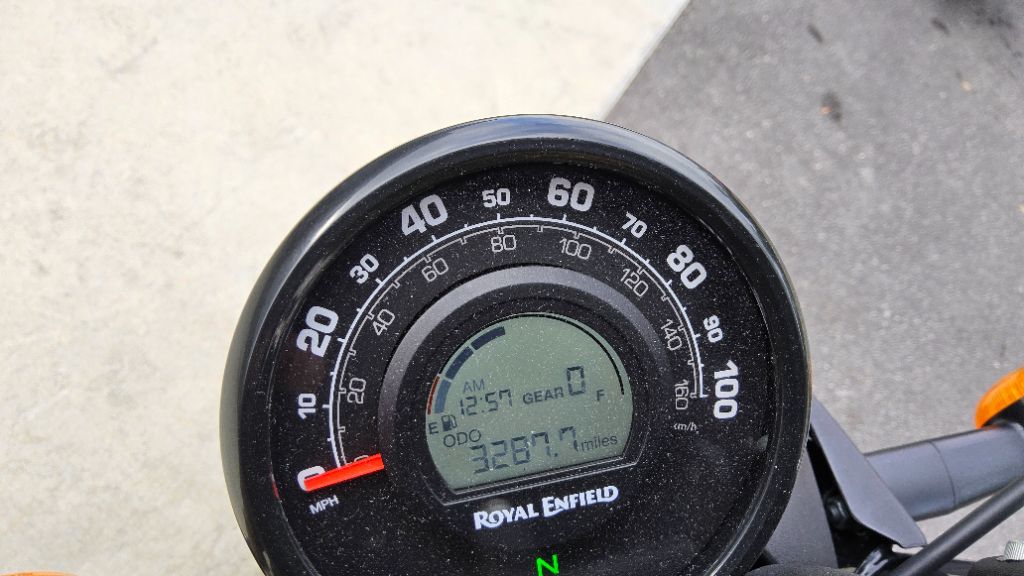 0 10 20 30 40 50 60 70 80 90 100
MPH
20 40 60 80 100 120 140 160
km/h
AM
12:57 GEAR 0
E F
ODO
3287.7 miles
ROYAL ENFIELD
N